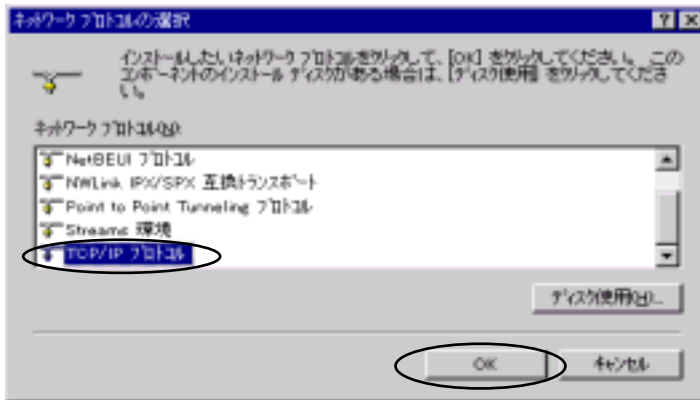 ネットワーク プロトコルの選択
インストールしたいネットワーク プロトコルをクリックして、[OK] をクリックしてください。 この
コンポーネントのインストール ディスクがある場合は、[ディスク使用] をクリックしてくださ
い。
ネットワーク プロトコル(N):
NetBEUI プロトコル
NWLink IPX/SPX 互換トランスポート
Point to Point Tunneling プロトコル
Streams 環境
TCP/IP プロトコル
ディスク使用(H)...
OK
キャンセル